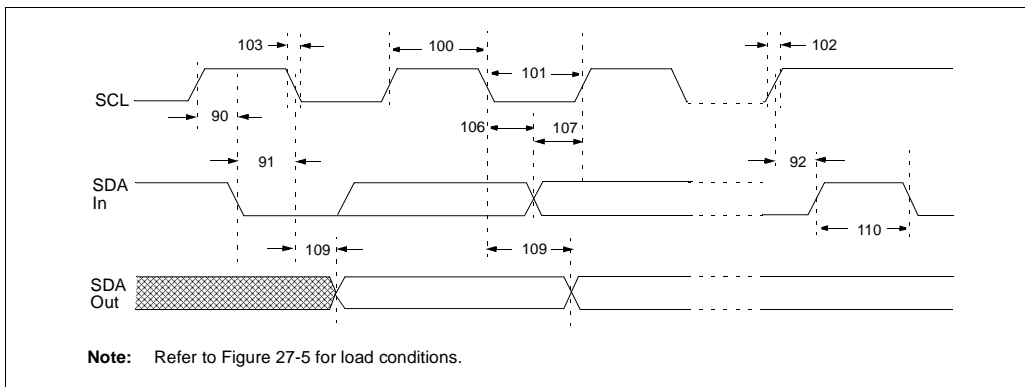 103
100
102
101
SCL
90
106
107
91
92
SDA
In
110
109
109
SDA
Out
Note: Refer to Figure 27-5 for load conditions.